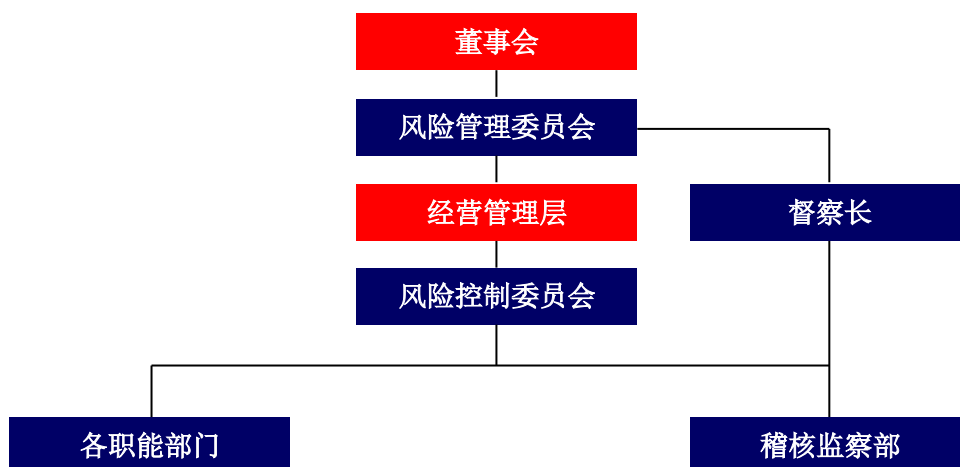 董事会
风险管理委员会
经营管理层
督察长
风险控制委员会
各职能部门
稽核监察部